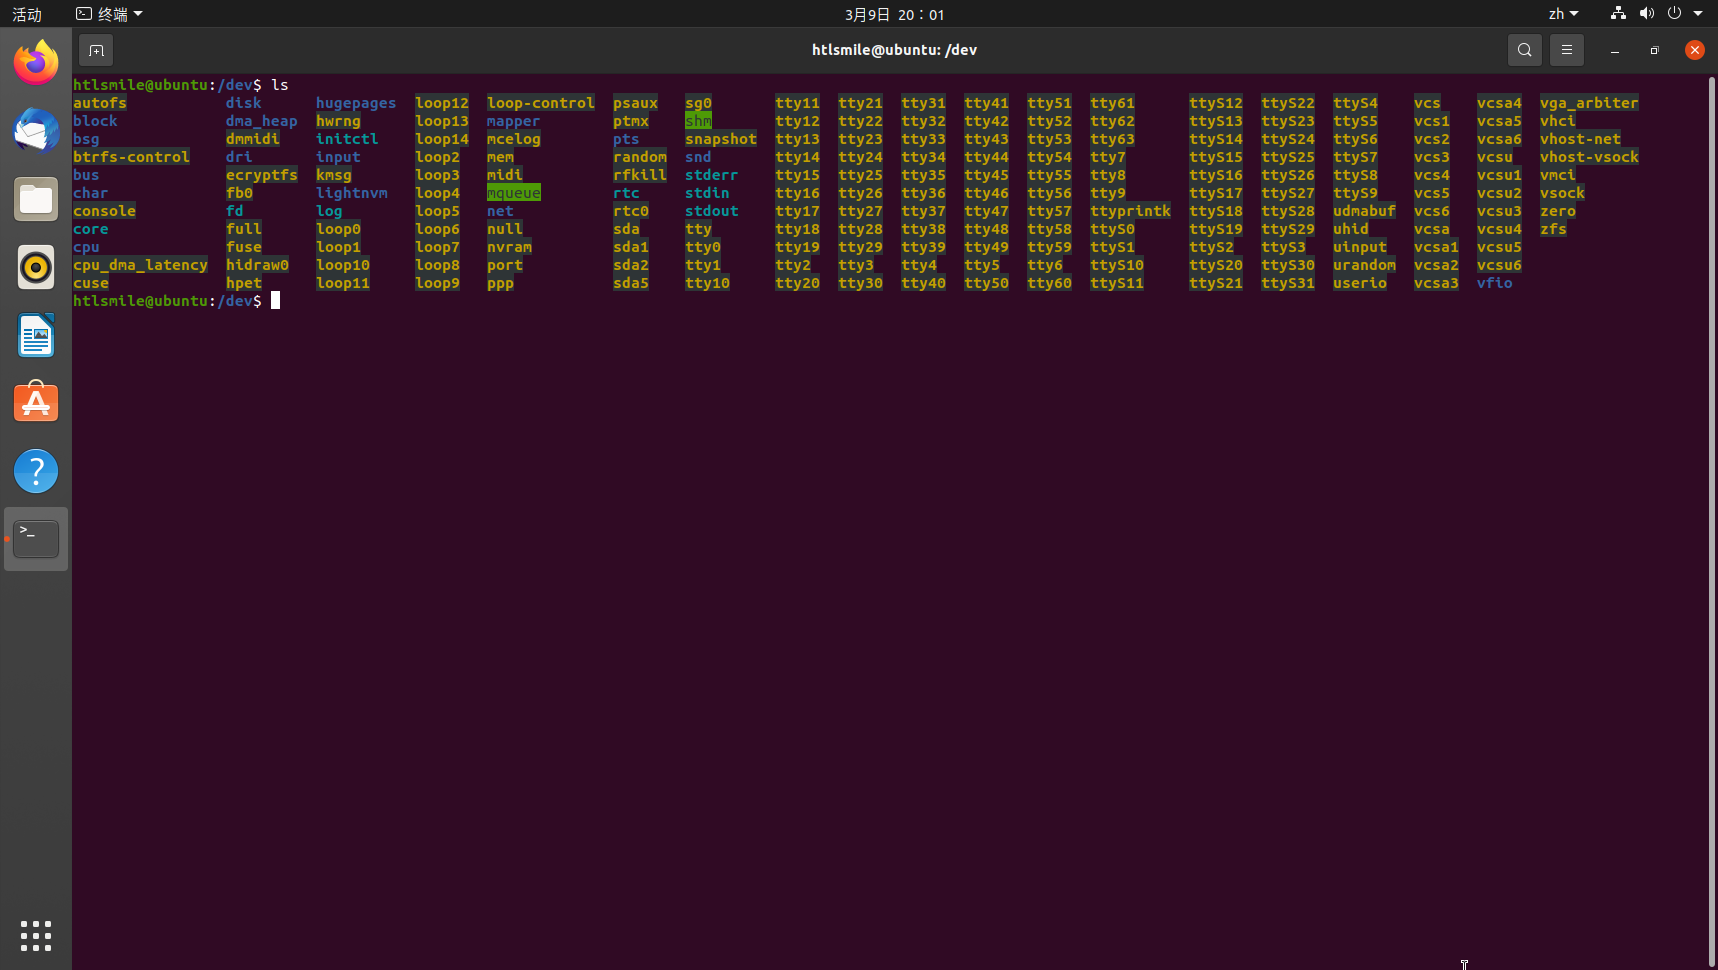 活动 终端 3月9日 20：01 zh
htlsmile@ubuntu: /dev
htlsmile@ubuntu:/dev$ ls
autofs disk hugepages loop12 loop-control psaux sg0 tty11 tty21 tty31 tty41 tty51 tty61 ttyS12 ttyS22 ttyS4 vcs vcsa4 vga_arbiter
block dma_heap hwrng loop13 mapper ptmx shm tty12 tty22 tty32 tty42 tty52 tty62 ttyS13 ttyS23 ttyS5 vcs1 vcsa5 vhci
bsg dmmidi initctl loop14 mcelog pts snapshot tty13 tty23 tty33 tty43 tty53 tty63 ttyS14 ttyS24 ttyS6 vcs2 vcsa6 vhost-net
btrfs-control dri input loop2 mem random snd tty14 tty24 tty34 tty44 tty54 tty7 ttyS15 ttyS25 ttyS7 vcs3 vcsu vhost-vsock
bus ecryptfs kmsg loop3 midi rfkill stderr tty15 tty25 tty35 tty45 tty55 tty8 ttyS16 ttyS26 ttyS8 vcs4 vcsu1 vmci
char fb0 lightnvm loop4 mqueue rtc stdin tty16 tty26 tty36 tty46 tty56 tty9 ttyS17 ttyS27 ttyS9 vcs5 vcsu2 vsock
console fd log loop5 net rtc0 stdout tty17 tty27 tty37 tty47 tty57 ttyprintk ttyS18 ttyS28 udmabuf vcs6 vcsu3 zero
core full loop0 loop6 null sda tty tty18 tty28 tty38 tty48 tty58 ttyS0 ttyS19 ttyS29 uhid vcsa vcsu4 zfs
cpu fuse loop1 loop7 nvram sda1 tty0 tty19 tty29 tty39 tty49 tty59 ttyS1 ttyS2 ttyS3 uinput vcsa1 vcsu5
cpu_dma_latency hidraw0 loop10 loop8 port sda2 tty1 tty2 tty3 tty4 tty5 tty6 ttyS10 ttyS20 ttyS30 urandom vcsa2 vcsu6
cuse hpet loop11 loop9 ppp sda5 tty10 tty20 tty30 tty40 tty50 tty60 ttyS11 ttyS21 ttyS31 userio vcsa3 vfio
htlsmile@ubuntu:/dev$